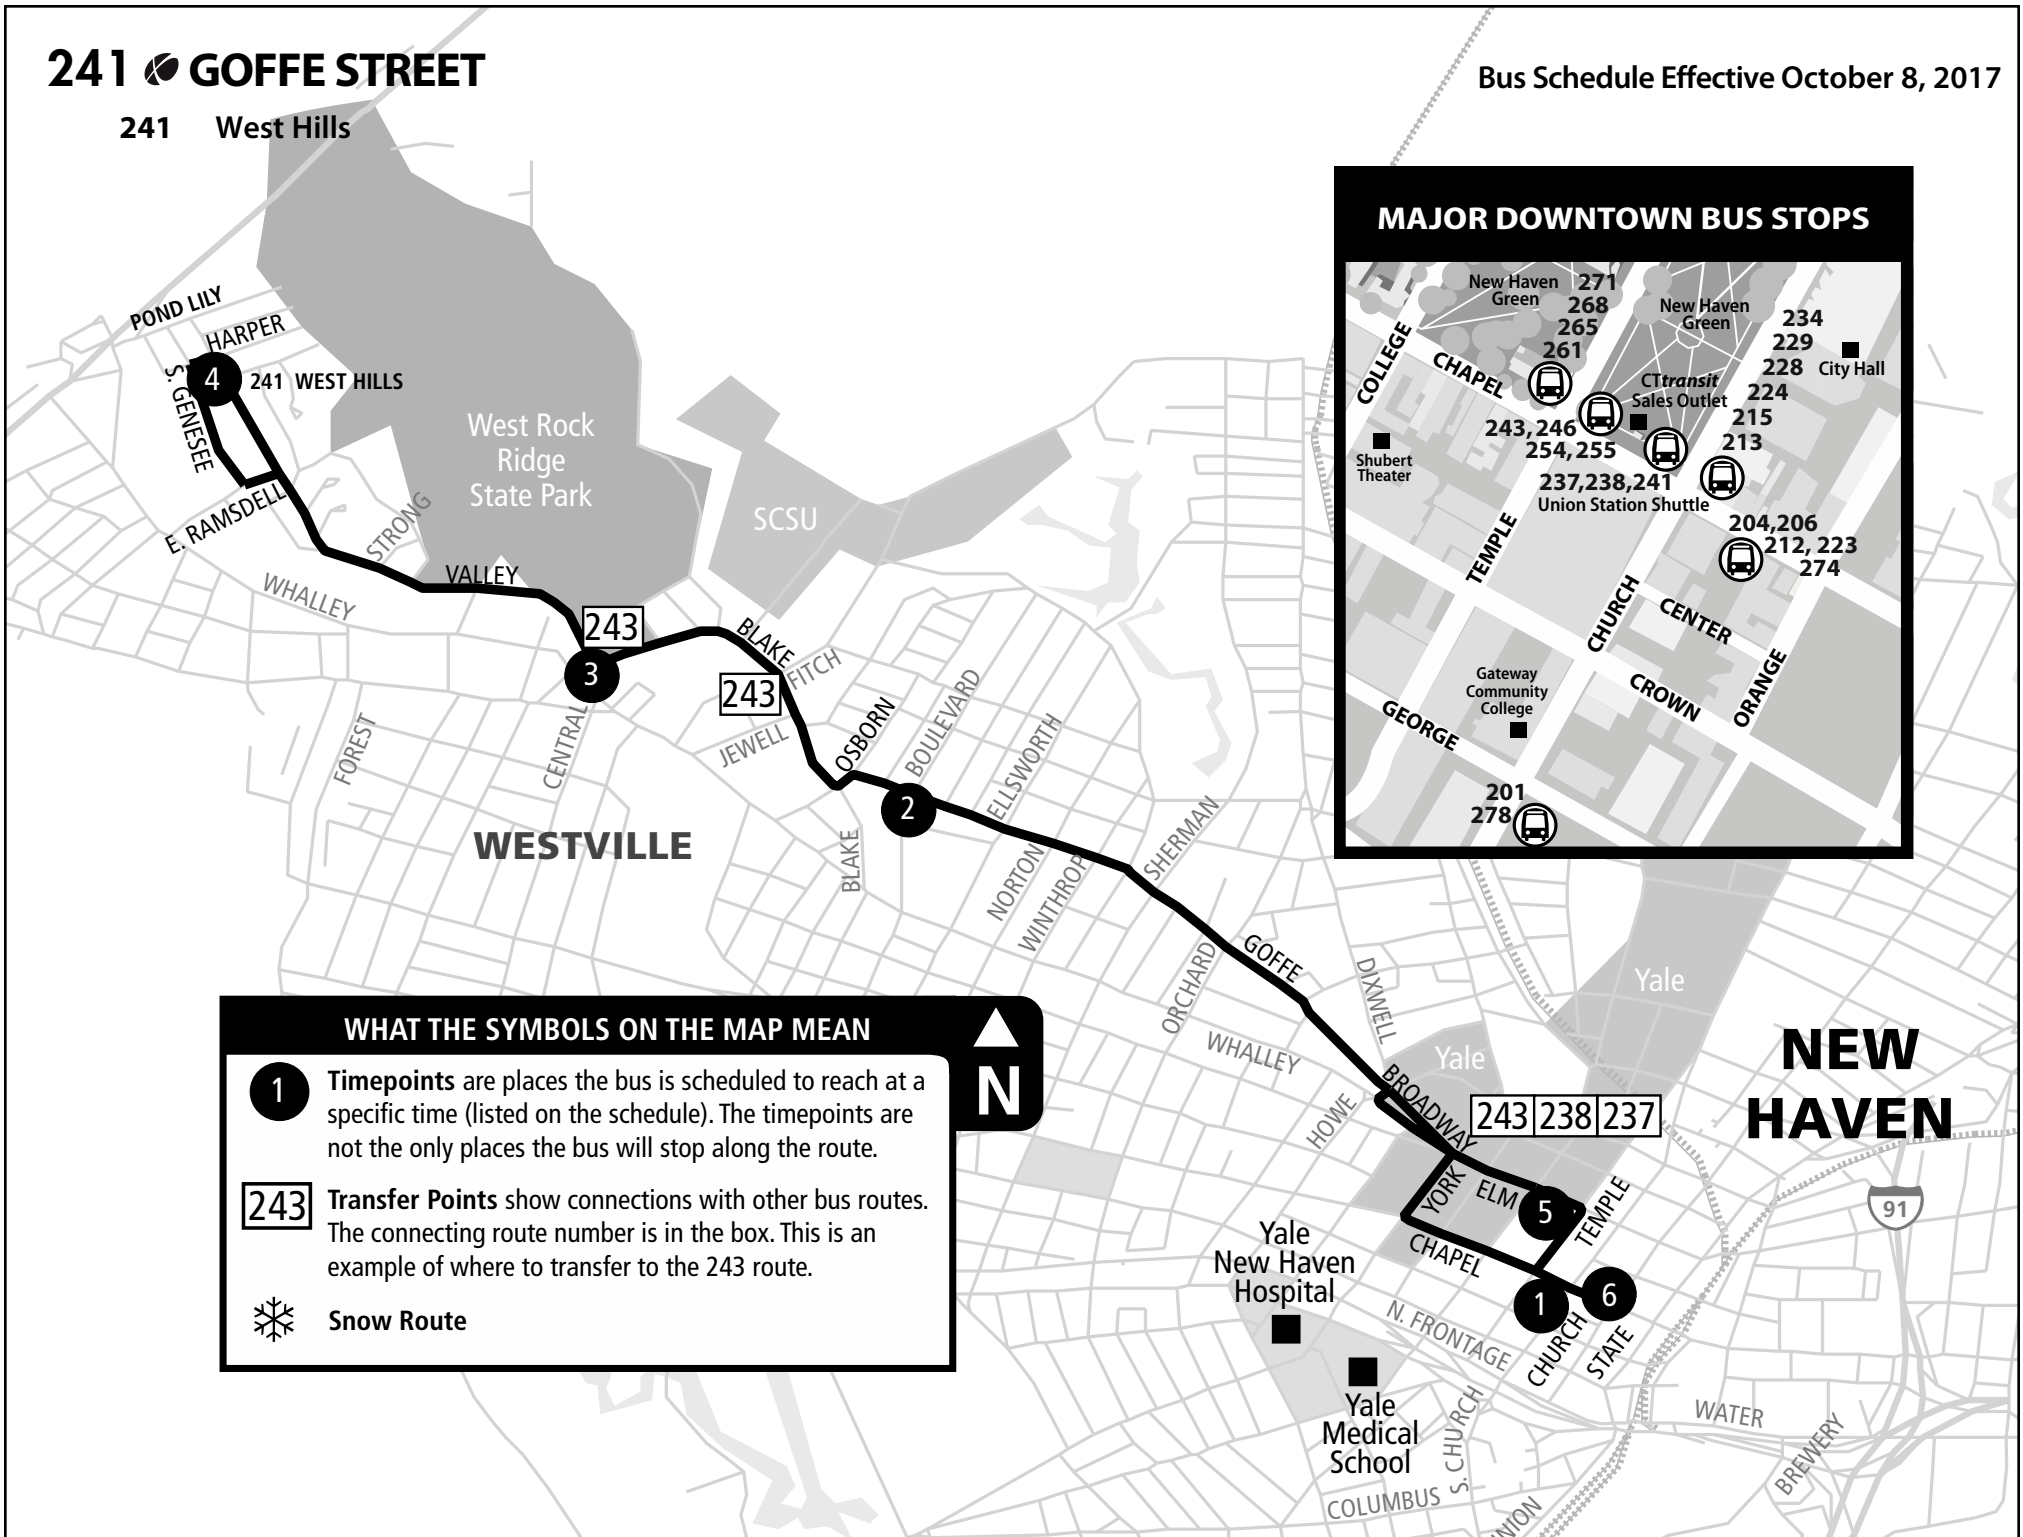 241 GOFFE STREET
241 West Hills
Bus Schedule Effective October 8, 2017
MAJOR DOWNTOWN BUS STOPS
New Haven
Green
271
268
265
261
New Haven
Green
234
229
228
224
215
213
City Hall
COLLEGE
CHAPEL
CTtransit
Sales Outlet
243, 246
254, 255
Shubert
Theater
237,238,241
Union Station Shuttle
204,206
212, 223
274
TEMPLE
CHURCH
CENTER
ORANGE
CROWN
Gateway
Community
College
GEORGE
201
278
POND LILY
HARPER
S. GENESEE
4
241 WEST HILLS
E. RAMSDELL
STRONG
West Rock
Ridge
State Park
SCSU
WHALLEY
VALLEY
243
3
BLAKE
FITCH
243
JEWELL
OSBORN
BOULEVARD
ELLSWORTH
FOREST
CENTRAL
2
WESTVILLE
BLAKE
NORTON
WINTHROP
SHERMAN
GOFFE
ORCHARD
DIXWELL
WHALLEY
Yale
Yale
NEW
HAVEN
BROADWAY
HOWE
243 238 237
YORK
ELM
5
TEMPLE
91
CHAPEL
1
6
CHURCH
STATE
Yale
New Haven
Hospital
N. FRONTAGE
Yale
Medical
School
S. CHURCH
COLUMBUS
WATER
BREWERY
WHAT THE SYMBOLS ON THE MAP MEAN
N
1
Timepoints are places the bus is scheduled to reach at a
specific time (listed on the schedule). The timepoints are
not the only places the bus will stop along the route.
243
Transfer Points show connections with other bus routes.
The connecting route number is in the box. This is an
example of where to transfer to the 243 route.
Snow Route